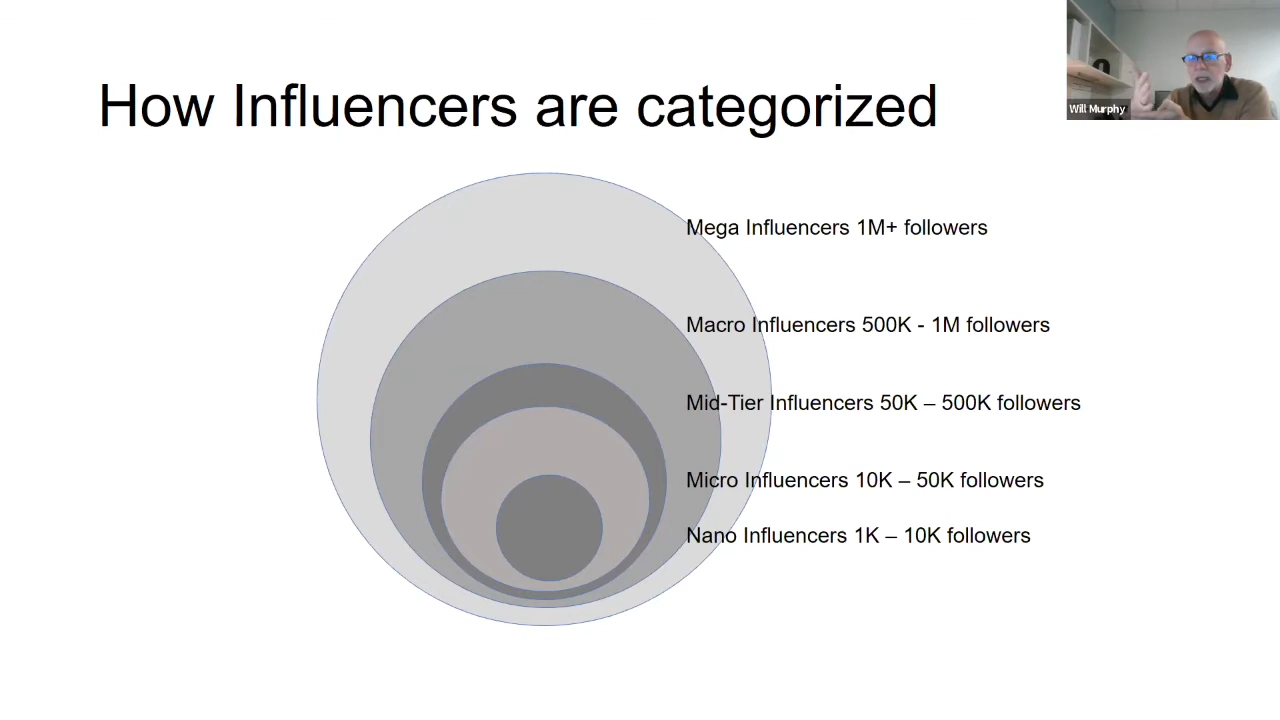 How Influencers are categorized
Will Murphy
Mega Influencers 1M+ followers
Macro Influencers 500K - 1M followers
Mid-Tier Influencers 50K – 500K followers
Micro Influencers 10K – 50K followers
Nano Influencers 1K – 10K followers